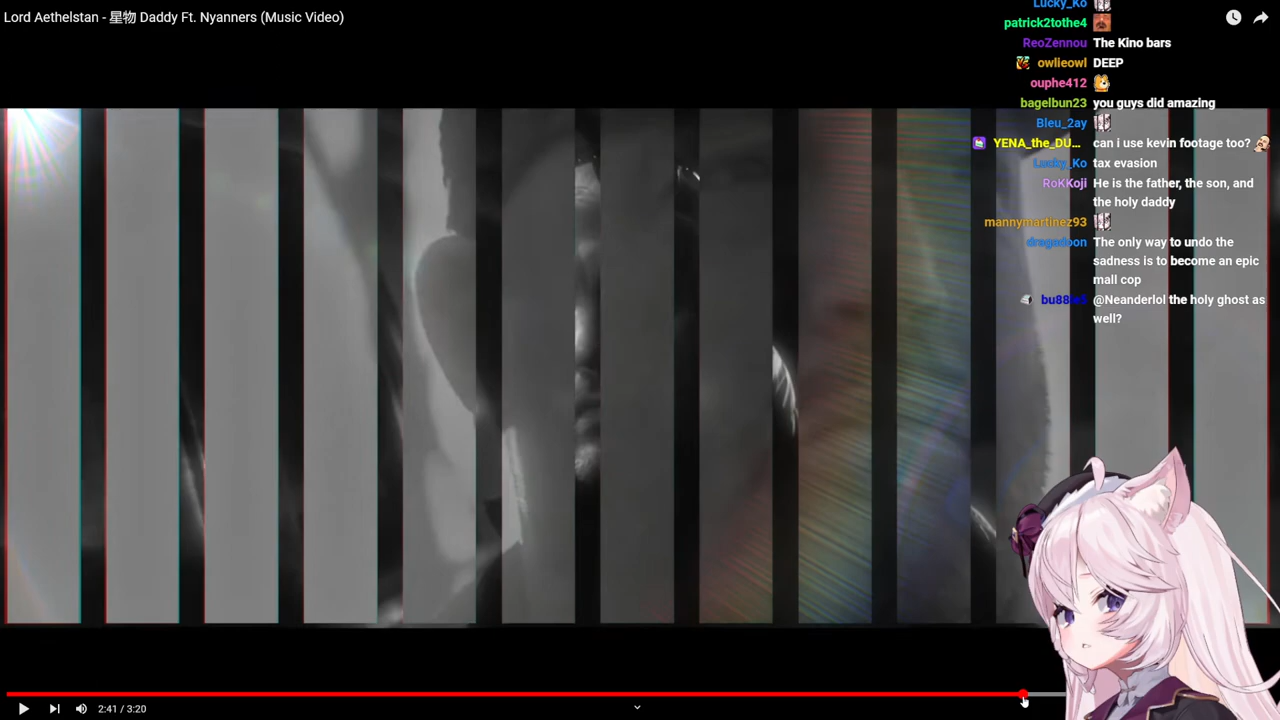 Lord Aethelstan - 星物 Daddy Ft. Nyanners (Music Video)
Lucky_Ko
patrick2tothe4
ReoZennou The Kino bars
owlieowl DEEP
ouphe412
bagelbun23 you guys did amazing
Bleu_2ay
YENA_the_DU... can i use kevin footage too?
Lucky_Ko tax evasion
RoKKoji He is the father, the son, and
the holy daddy
mannymartinez93
dragadoon The only way to undo the
sadness is to become an epic
mall cop
@Neanderlol the holy ghost as
well?
2:41 / 3:20